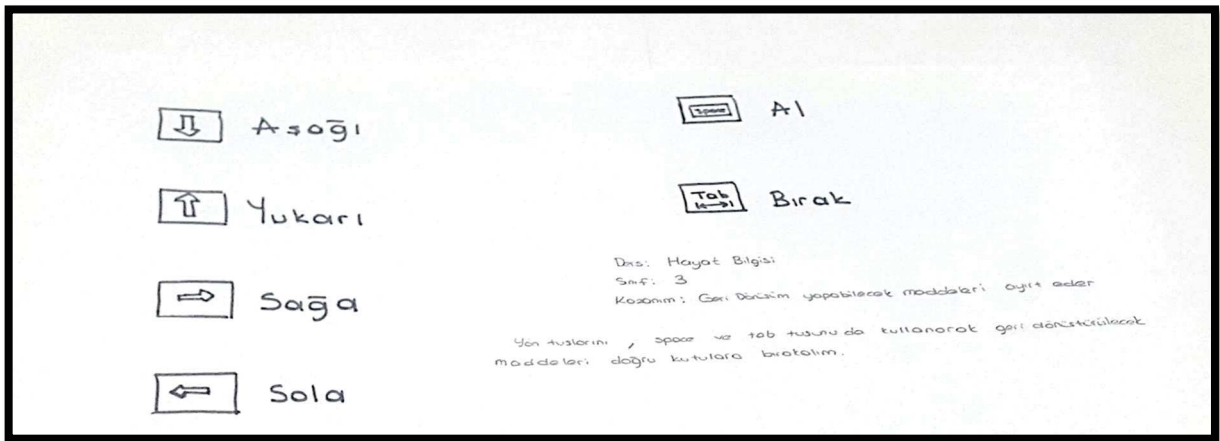 Aşağı
Yukarı
Sağa
Sola
Space Al
Tab Bırak
Ders: Hayat Bilgisi
Sınıf: 3
Kazanım: Geri Dönüşüm yapabilecek maddeleri ayırt eder
Yön tuşlarını, space ve tab tuşunu da kullanarak geri dönüştürülecek
maddeleri doğru kutulara bırakalım.